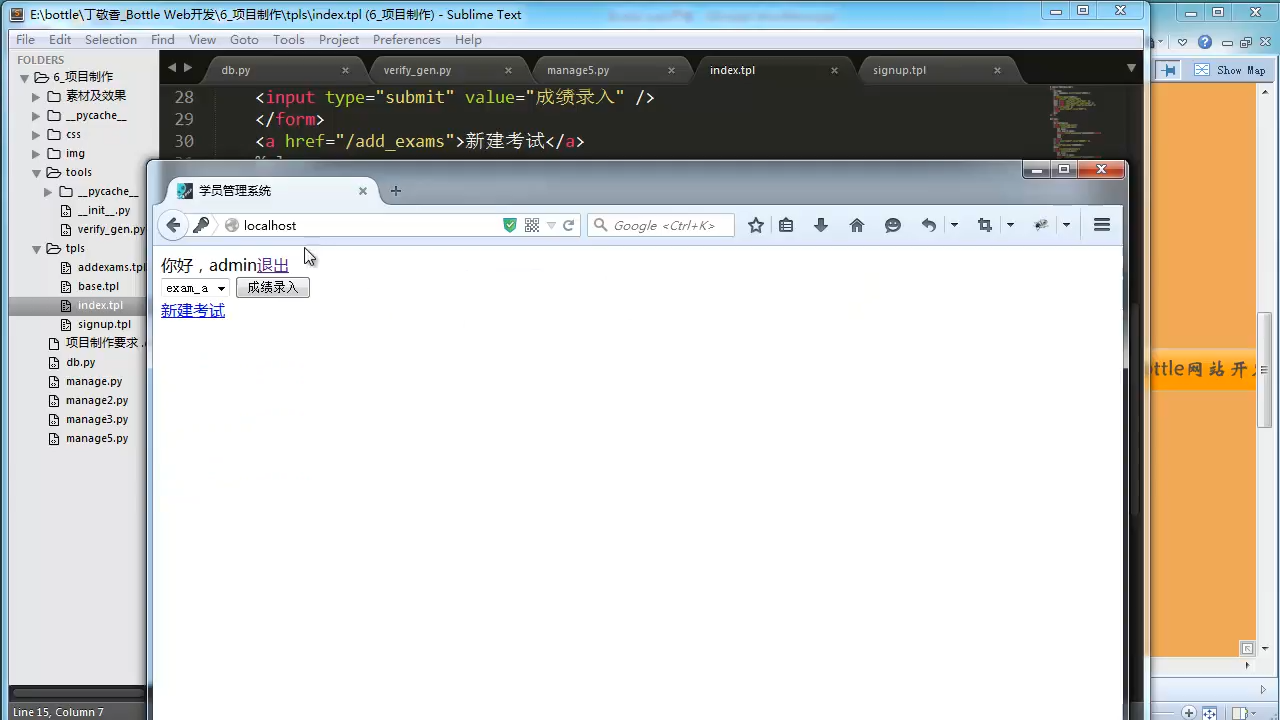 E:\bottle\丁敬香_Bottle Web开发\6_项目制作\tpls\index.tpl (6_项目制作) - Sublime Text
File Edit Selection Find View Goto Tools Project Preferences Help
FOLDERS
6_项目制作
素材及效果
__pycache__
css
img
tools
__pycache__
__init__.py
verify_gen.py
tpls
addexams.tpl
base.tpl
index.tpl
signup.tpl
项目制作要求
db.py
manage.py
manage2.py
manage3.py
manage5.py
db.py verify_gen.py manage5.py index.tpl signup.tpl
28 <input type="submit" value="成绩录入" />
29 </form>
30 <a href="/add_exams">新建考试</a>
学员管理系统
localhost
Google <Ctrl+K>
你好，admin退出
exam_a 成绩录入
新建考试
Show Map
ttle网站开
Line 15, Column 7